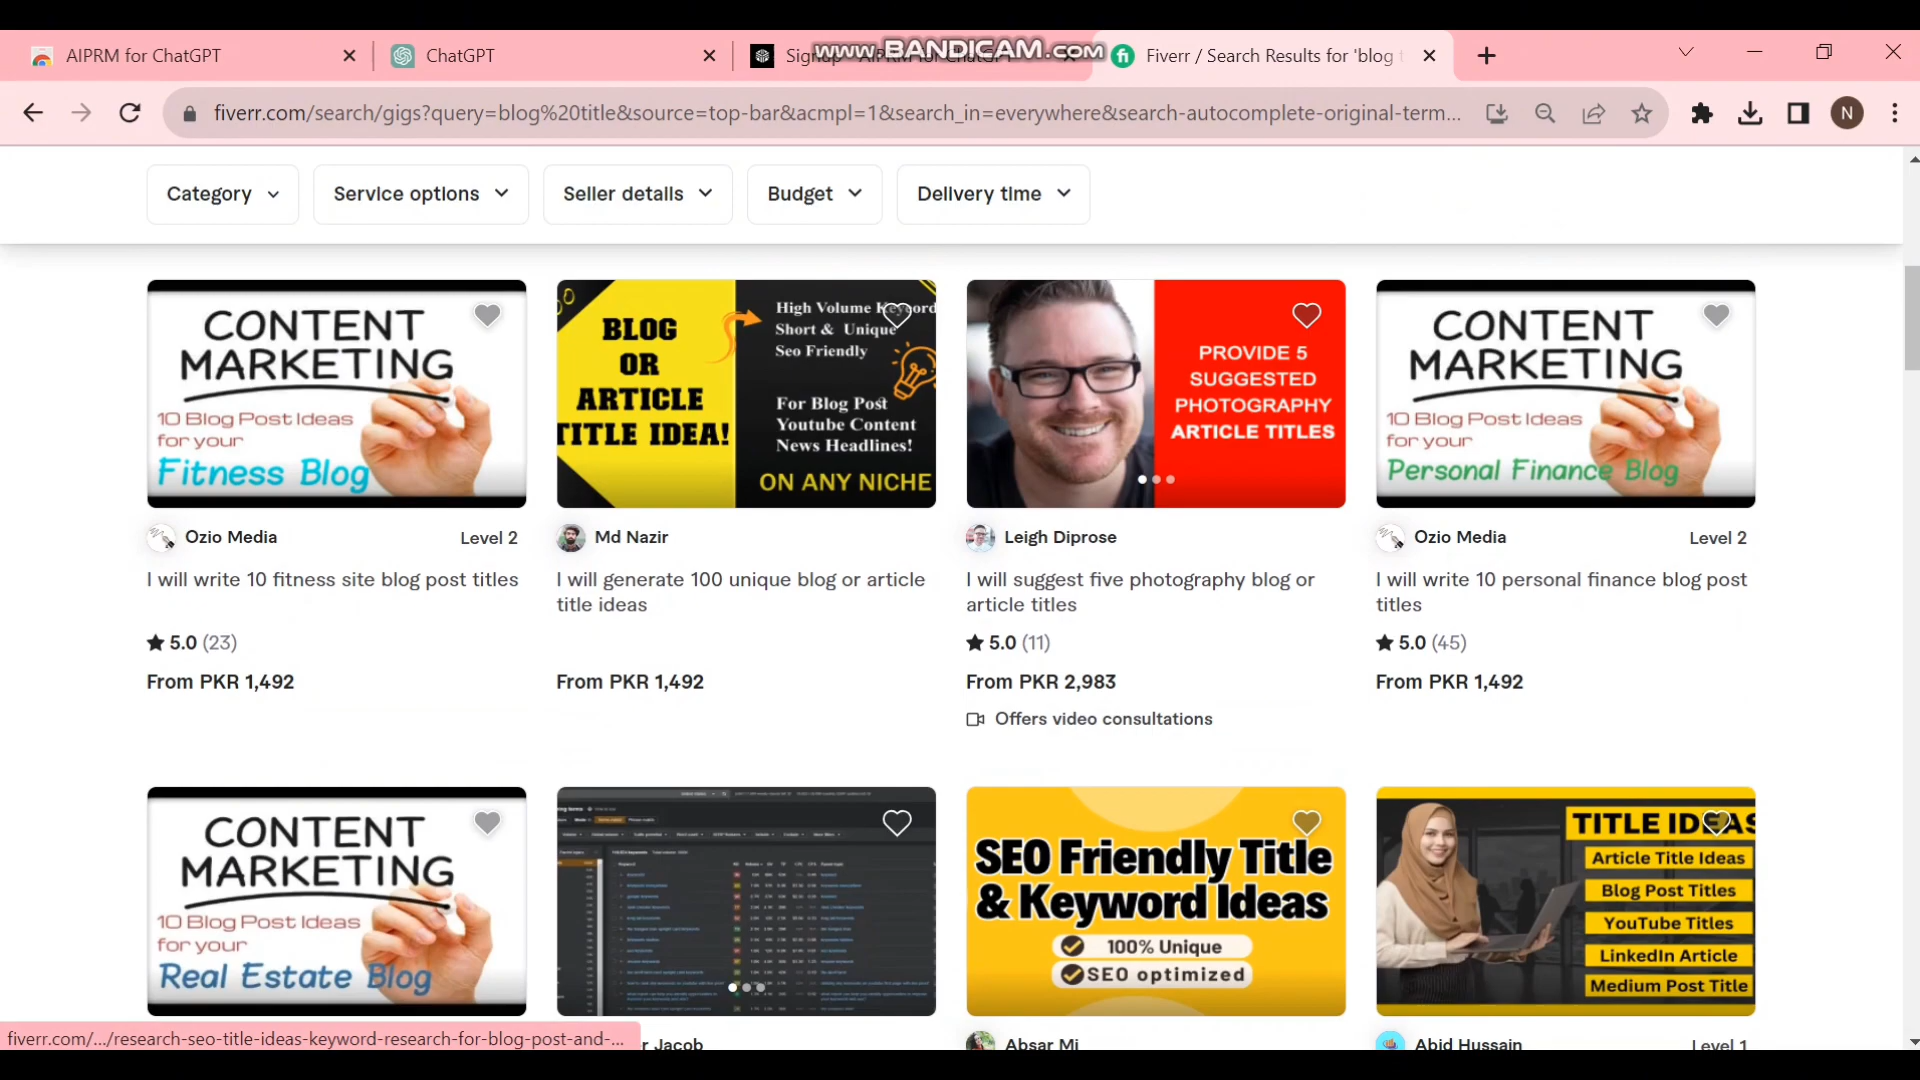 AIPRM for ChatGPT
ChatGPT
www.BANDICAM.com
Fiverr / Search Results for 'blog t
fiverr.com/search/gigs?query=blog%20title&source=top-bar&acmpl=1&search_in=everywhere&search-autocomplete-original-term...
N
Category
Service options
Seller details
Budget
Delivery time
CONTENT
MARKETING
10 Blog Post Ideas
for your
Fitness Blog
BLOG
OR
ARTICLE
TITLE IDEA!
High Volume Keyword
Short & Unique
Seo Friendly
For Blog Post
Youtube Content
News Headlines!
ON ANY NICHE
PROVIDE 5
SUGGESTED
PHOTOGRAPHY
ARTICLE TITLES
CONTENT
MARKETING
10 Blog Post Ideas
for your
Personal Finance Blog
Ozio Media
Level 2
Md Nazir
Leigh Diprose
Ozio Media
Level 2
I will write 10 fitness site blog post titles
I will generate 100 unique blog or article
title ideas
I will suggest five photography blog or
article titles
I will write 10 personal finance blog post
titles
5.0 (23)
5.0 (11)
5.0 (45)
From PKR 1,492
From PKR 1,492
From PKR 2,983
From PKR 1,492
Offers video consultations
CONTENT
MARKETING
10 Blog Post Ideas
for your
Real Estate Blog
SEO Friendly Title
& Keyword Ideas
100% Unique
SEO optimized
TITLE IDEAS
Article Title Ideas
Blog Post Titles
YouTube Titles
LinkedIn Article
Medium Post Title
fiverr.com/.../research-seo-title-ideas-keyword-research-for-blog-post-and-...
r Jacob
Absar Mi
Abid Hussain
Level 1